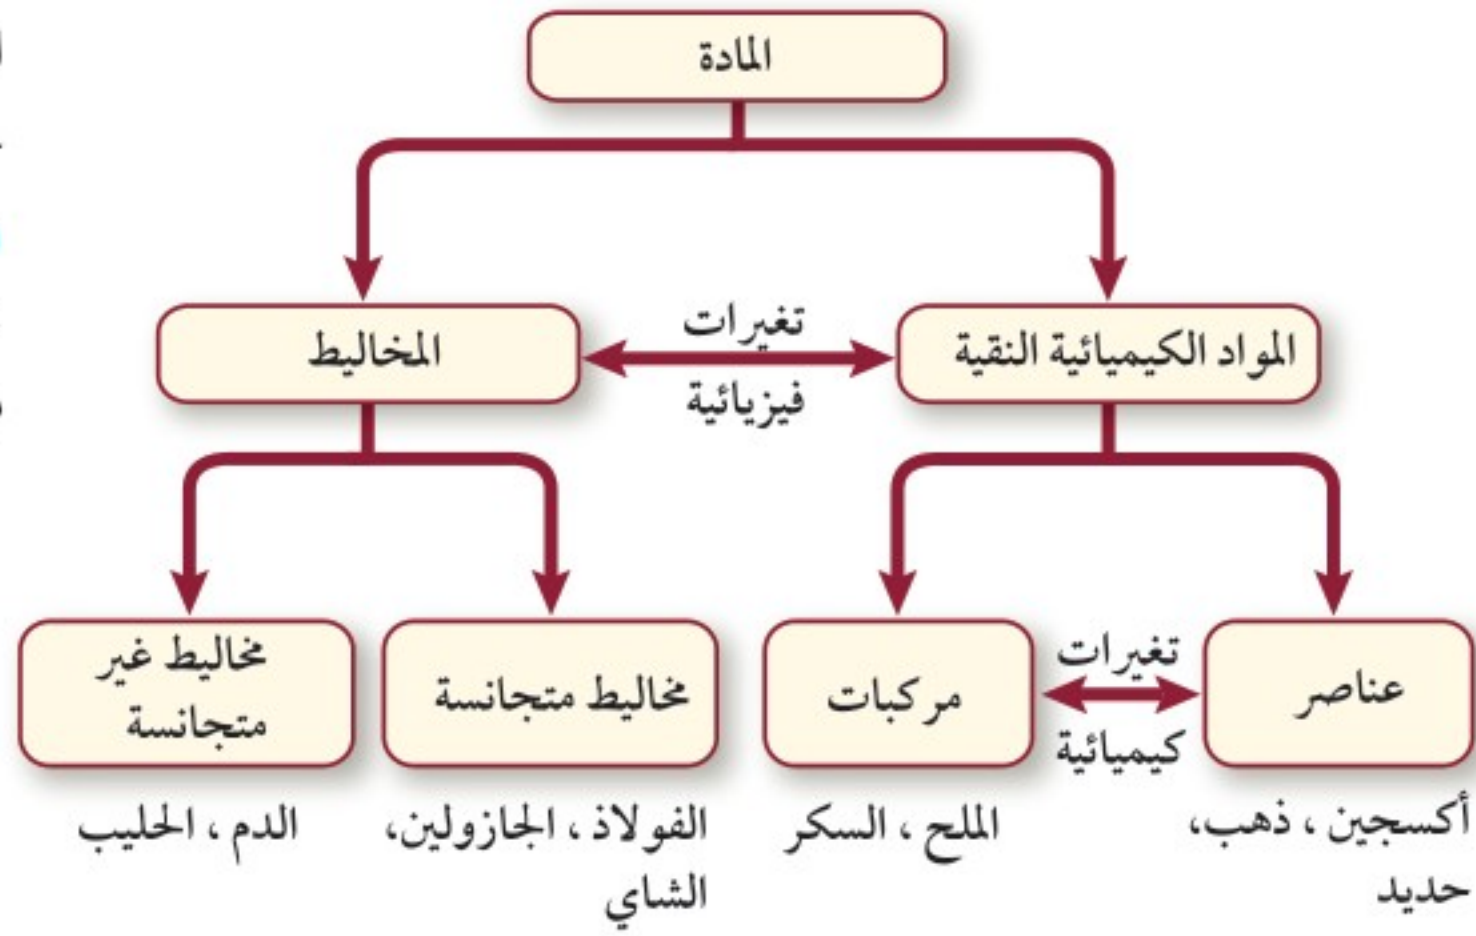 المادة
المواد الكيميائية النقية
تغيرات
فيزيائية
المخاليط
عناصر
تغيرات
كيميائية
مركبات
مخاليط متجانسة
مخاليط غير
متجانسة
أكسجين ، ذهب،
حديد
الملح ، السكر
الفولاذ ، الجازولين،
الشاي
الدم ، الحليب